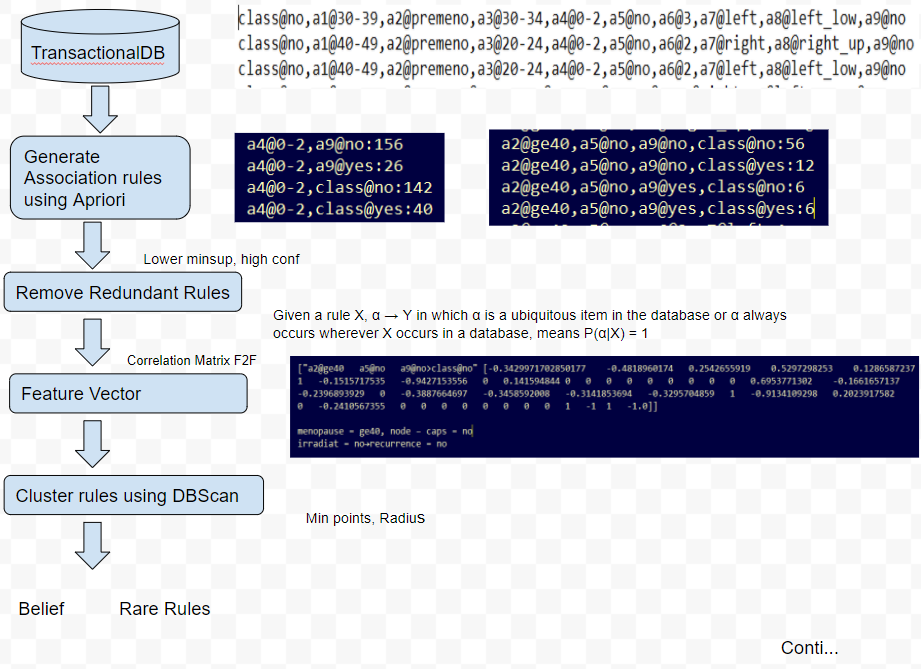 TransactionalDB
class@no,a1@30-39,a2@premeno,a3@30-34,a4@0-2,a5@no,a6@3,a7@left,a8@left_low,a9@no
class@no,a1@40-49,a2@premeno,a3@20-24,a4@0-2,a5@no,a6@2,a7@right,a8@right_up,a9@no
class@no,a1@40-49,a2@premeno,a3@20-24,a4@0-2,a5@no,a6@2,a7@left,a8@left_low,a9@no
Generate
Association rules
using Apriori
a4@0-2,a9@no:156
a4@0-2,a9@yes:26
a4@0-2,class@no:142
a4@0-2,class@yes:40
a2@ge40,a5@no,a9@no,class@no:56
a2@ge40,a5@no,a9@no,class@yes:12
a2@ge40,a5@no,a9@yes,class@no:6
a2@ge40,a5@no,a9@yes,class@yes:6
Lower minsup, high conf
Remove Redundant Rules
Given a rule X, α → Y in which α is a ubiquitous item in the database or α always
occurs wherever X occurs in a database, means P(α|X) = 1
Correlation Matrix F2F
Feature Vector
["a2@ge40 a5@no a9@no>class@no" [-0.3429971702850177 -0.4818960174 0.2542655919 0.5297298253 0.1286587237
1 -0.1515717535 -0.9427153556 0 0.141594844 0 0 0 0 0 0 0 0 0.6953771302 -0.1661657137
-0.2396893929 0 -0.3887664697 -0.3458592008 -0.3141853694 -0.3295704859 1 -0.9134109298 0.2023917582
0 -0.2410567355 0 0 0 0 0 0 0 0 1 -1 1 -1.0]]
menopause = ge40, node - caps = no
irradiat = no→recurrence = no
Cluster rules using DBScan
Min points, Radius
Belief Rare Rules
Conti...